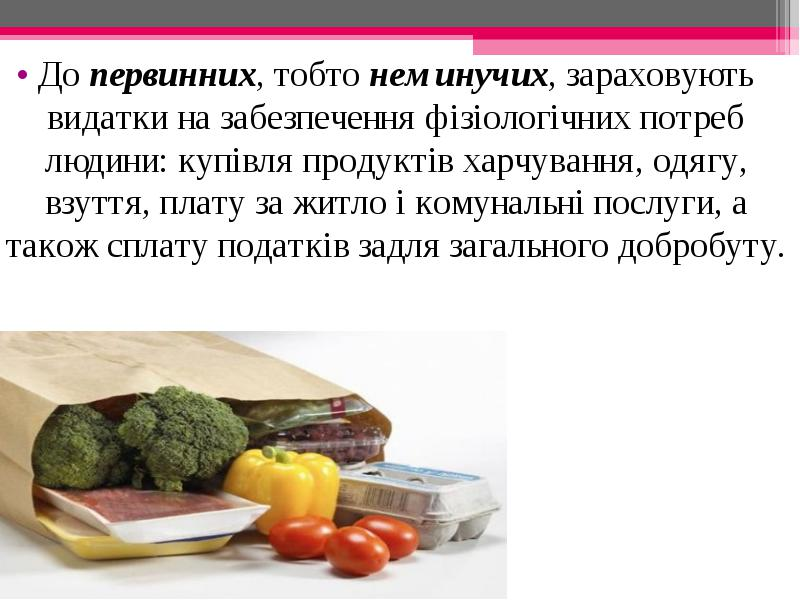 • До первинних, тобто неминучих, зараховують
видатки на забезпечення фізіологічних потреб
людини: купівля продуктів харчування, одягу,
взуття, плату за житло і комунальні послуги, а
також сплату податків задля загального добробуту.